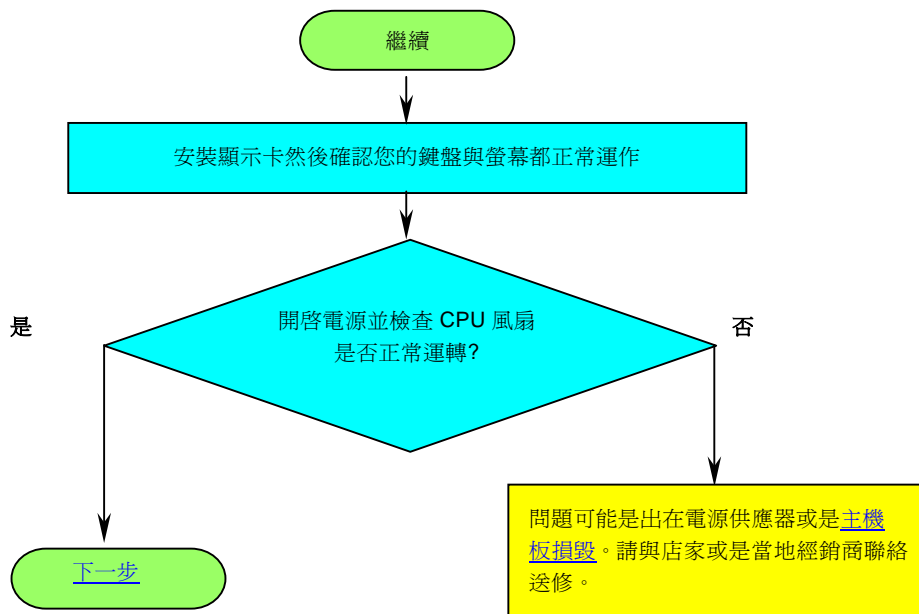 繼續
安裝顯示卡然後確認您的鍵盤與螢幕都正常運作
開啓電源並檢查 CPU 風扇
是否正常運轉?
是
否
問題可能是出在電源供應器或是主機
板損毀。請與店家或是當地經銷商聯絡
送修。
下一步